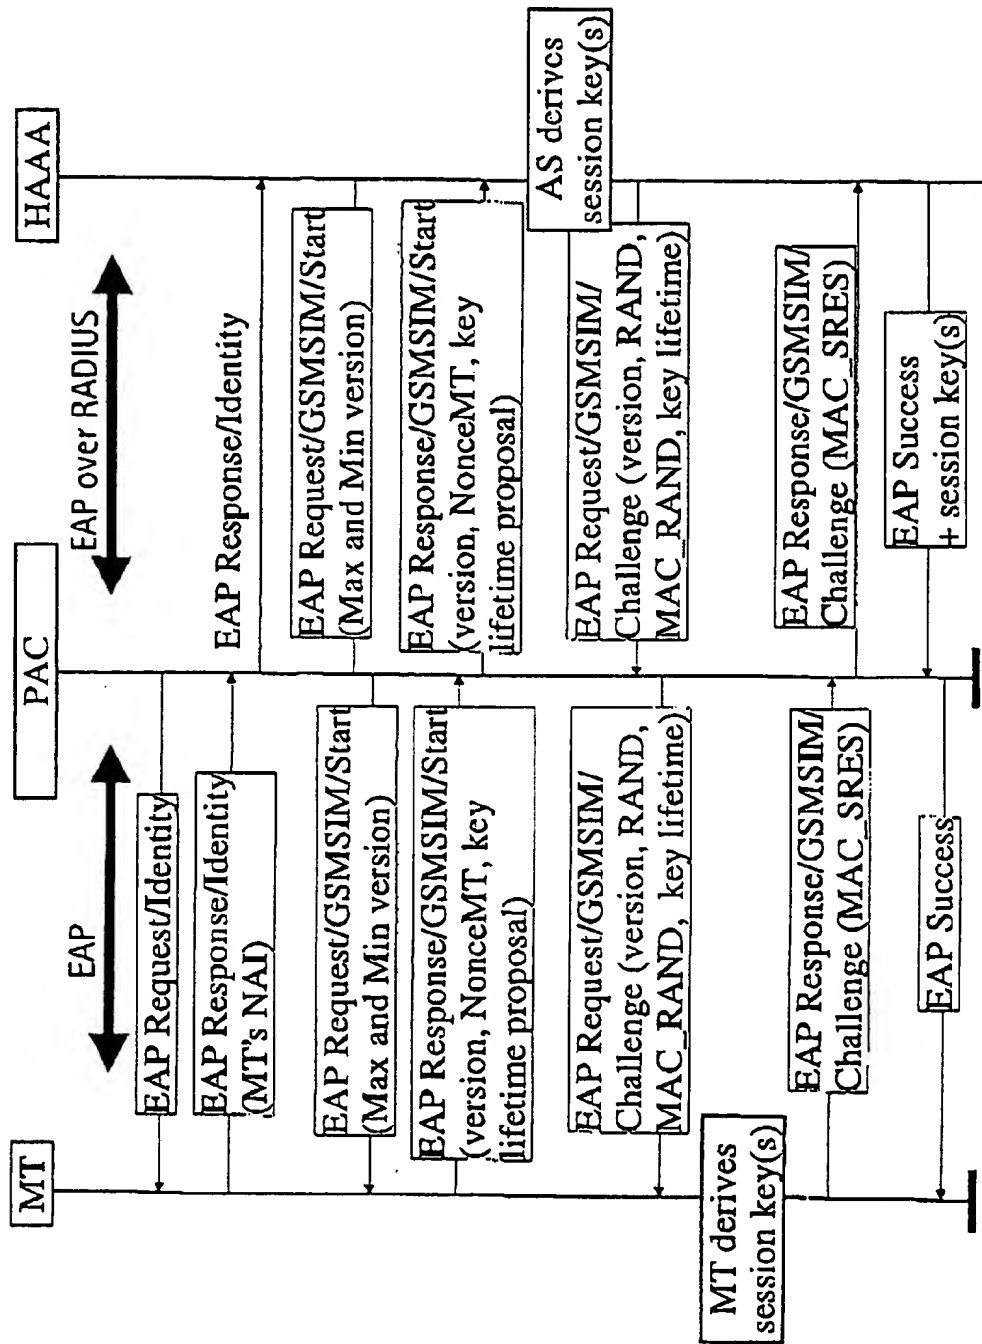 MT
PAC
HAAA
EAP
EAP over RADIUS
EAP Request/Identity
EAP Response/Identity
(MT's NAI)
EAP Response/Identity
EAP Request/GSMSIM/Start
(Max and Min version)
EAP Request/GSMSIM/Start
(Max and Min version)
EAP Response/GSMSIM/Start
(version, NonceMT, key
lifetime proposal)
EAP Response/GSMSIM/Start
(version, NonceMT, key
lifetime proposal)
AS derives
session key(s)
EAP Request/GSMSIM/
Challenge (version, RAND,
MAC_RAND, key lifetime)
EAP Request/GSMSIM/
Challenge (version, RAND,
MAC_RAND, key lifetime)
MT derives
session key(s)
EAP Response/GSMSIM/
Challenge (MAC_SRES)
EAP Response/GSMSIM/
Challenge (MAC_SRES)
EAP Success
+ session key(s)
EAP Success